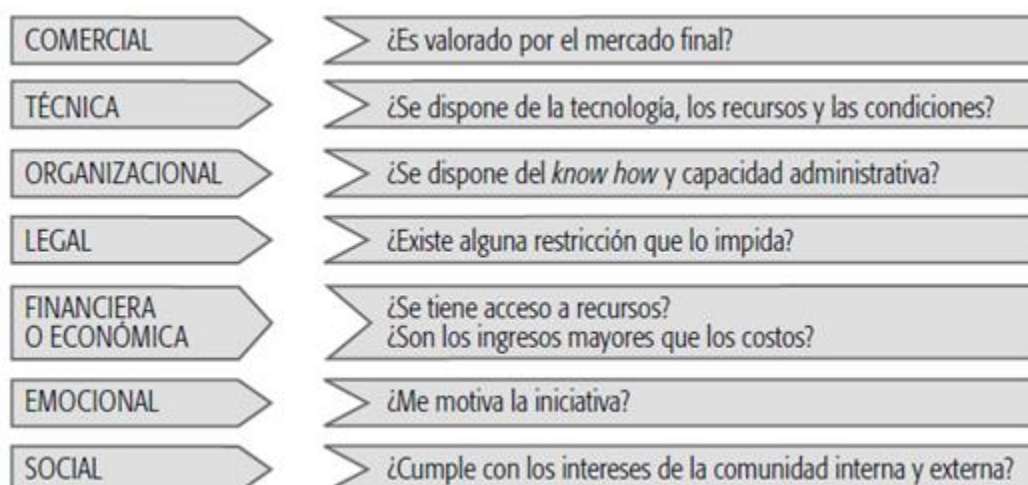 COMERCIAL ¿Es valorado por el mercado final?
TÉCNICA ¿Se dispone de la tecnología, los recursos y las condiciones?
ORGANIZACIONAL ¿Se dispone del know how y capacidad administrativa?
LEGAL ¿Existe alguna restricción que lo impida?
FINANCIERA
O ECONÓMICA
¿Se tiene acceso a recursos?
¿Son los ingresos mayores que los costos?
EMOCIONAL ¿Me motiva la iniciativa?
SOCIAL ¿Cumple con los intereses de la comunidad interna y externa?